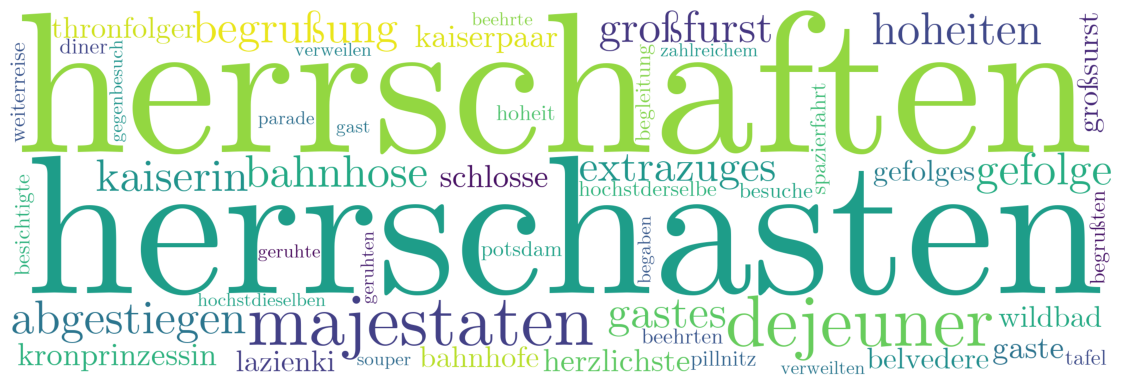 thronfolger begrußung beehrte kaiserpaar großfurst hoheiten
diner verweilen zahlreichem
weiterreise gegenbesuch herrschaften begleitung spazierfahrt großsurst
parade gast hoheit
kaiserin bahnhose schlosse extrazuges gefolges gefolge
hochstderselbe besuche
besichtigte herrschasten begrußten
geruhte geruhten potsdam begaben
hochstdieselben
abgestiegen majestaten gastes dejeuner wildbad
beehrten
kronprinzessin lazienki souper bahnhofe herzlichste pillnitz verweilten belvedere gaste tafel